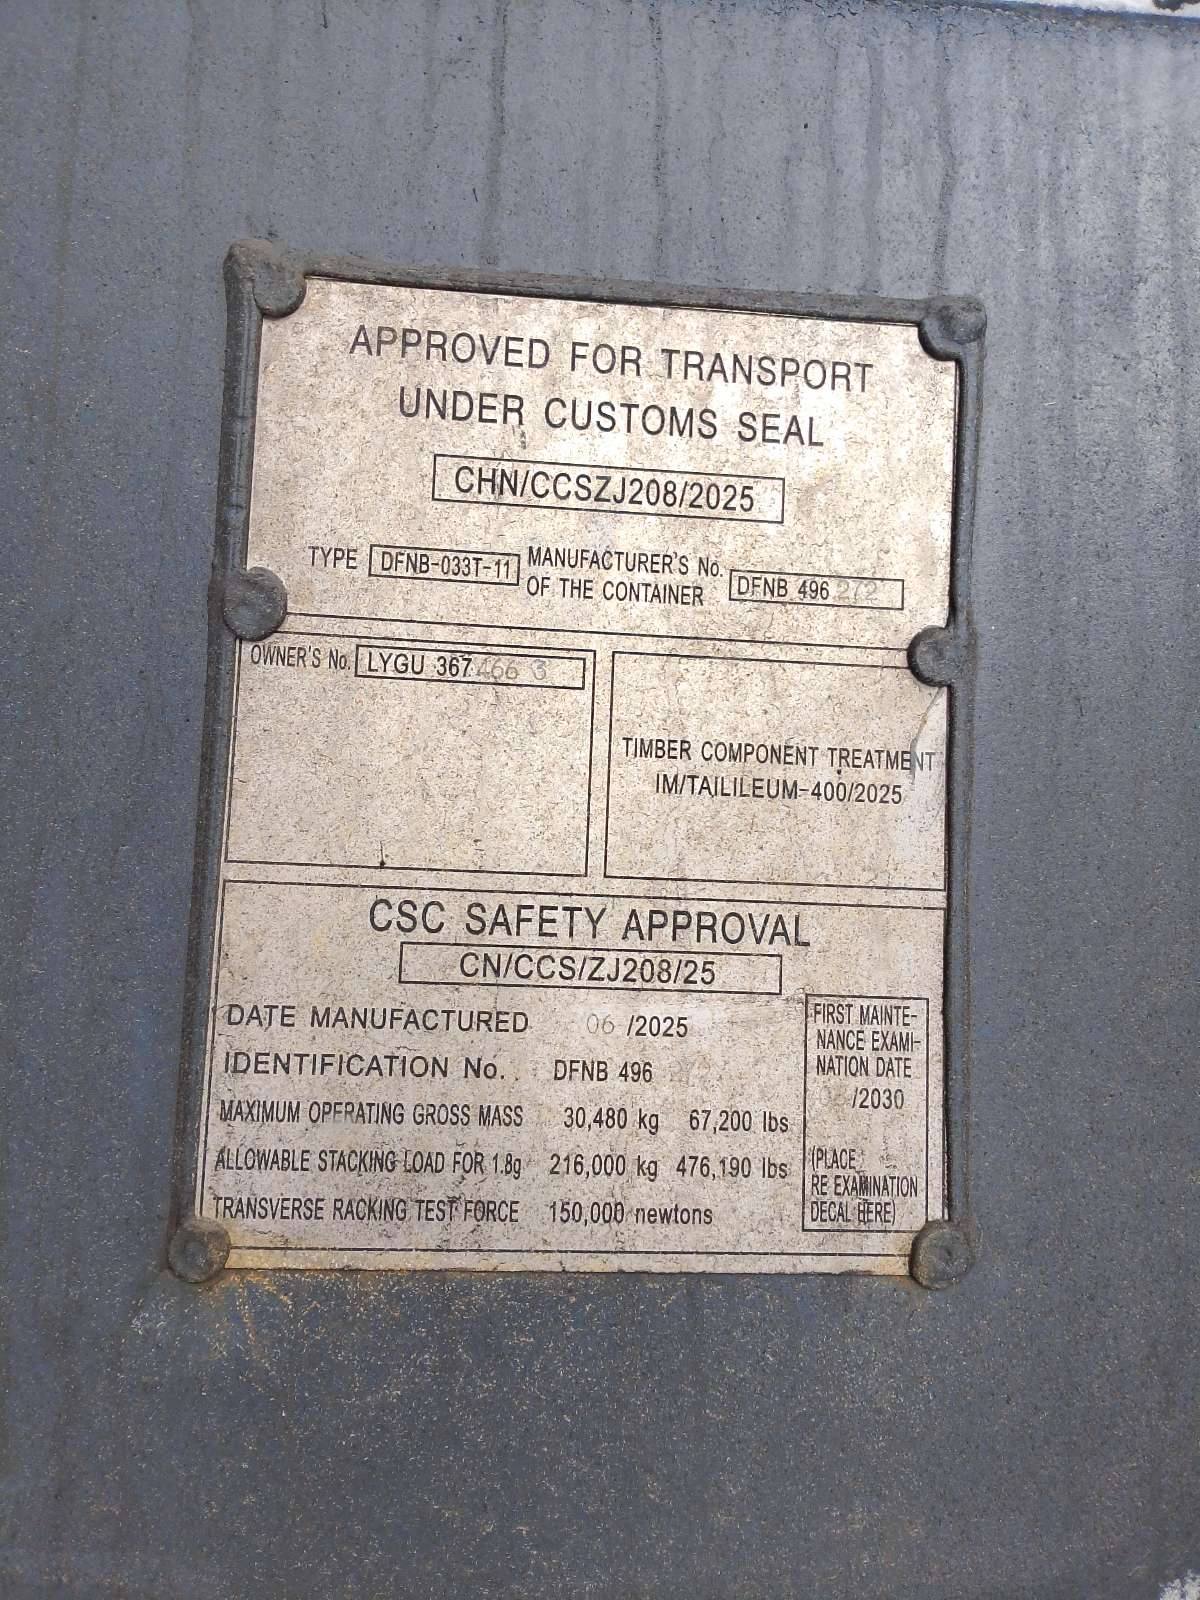 APPROVED FOR TRANSPORT
UNDER CUSTOMS SEAL
CHN/CCSZJ208/2025
TYPE DFNB-033T-11 MANUFACTURER'S No.
OF THE CONTAINER DFNB 496 272
OWNER'S No. LYGU 367 466 3
TIMBER COMPONENT TREATMENT
IM/TAILILEUM-400/2025
CSC SAFETY APPROVAL
CN/CCS/ZJ208/25
DATE MANUFACTURED 06 /2025
IDENTIFICATION No. DFNB 496
MAXIMUM OPERATING GROSS MASS 30,480 kg 67,200 lbs
ALLOWABLE STACKING LOAD FOR 1.8g 216,000 kg 476,190 lbs
TRANSVERSE RACKING TEST FORCE 150,000 newtons
FIRST MAINTE-
NANCE EXAMI-
NATION DATE
/2030
(PLACE
RE EXAMINATION
DECAL HERE)